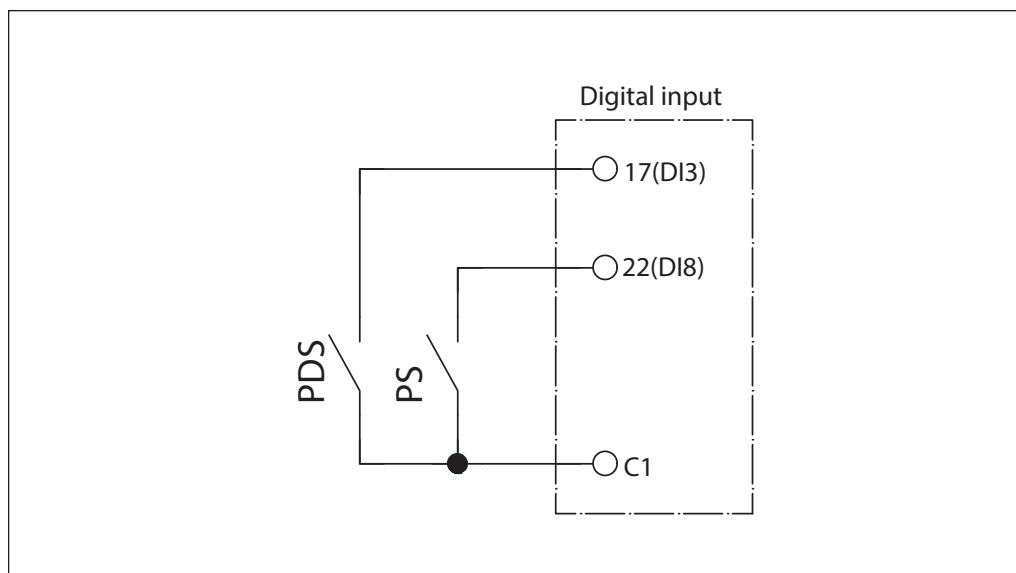 Digital input
17(DI3)
22(DI8)
PDS
PS
C1